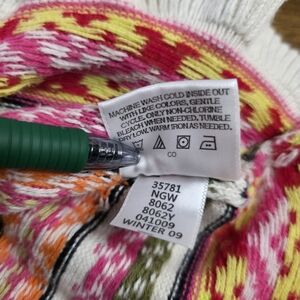 MACHINE WASH COLD INSIDE OUT
WITH LIKE COLORS, GENTLE
CYCLE. ONLY NON-CHLORINE
BLEACH WHEN NEEDED. TUMBLE
DRY LOW. WARM IRON AS NEEDED.
CO
35781
NGW
8062
8062Y
041009
WINTER 09